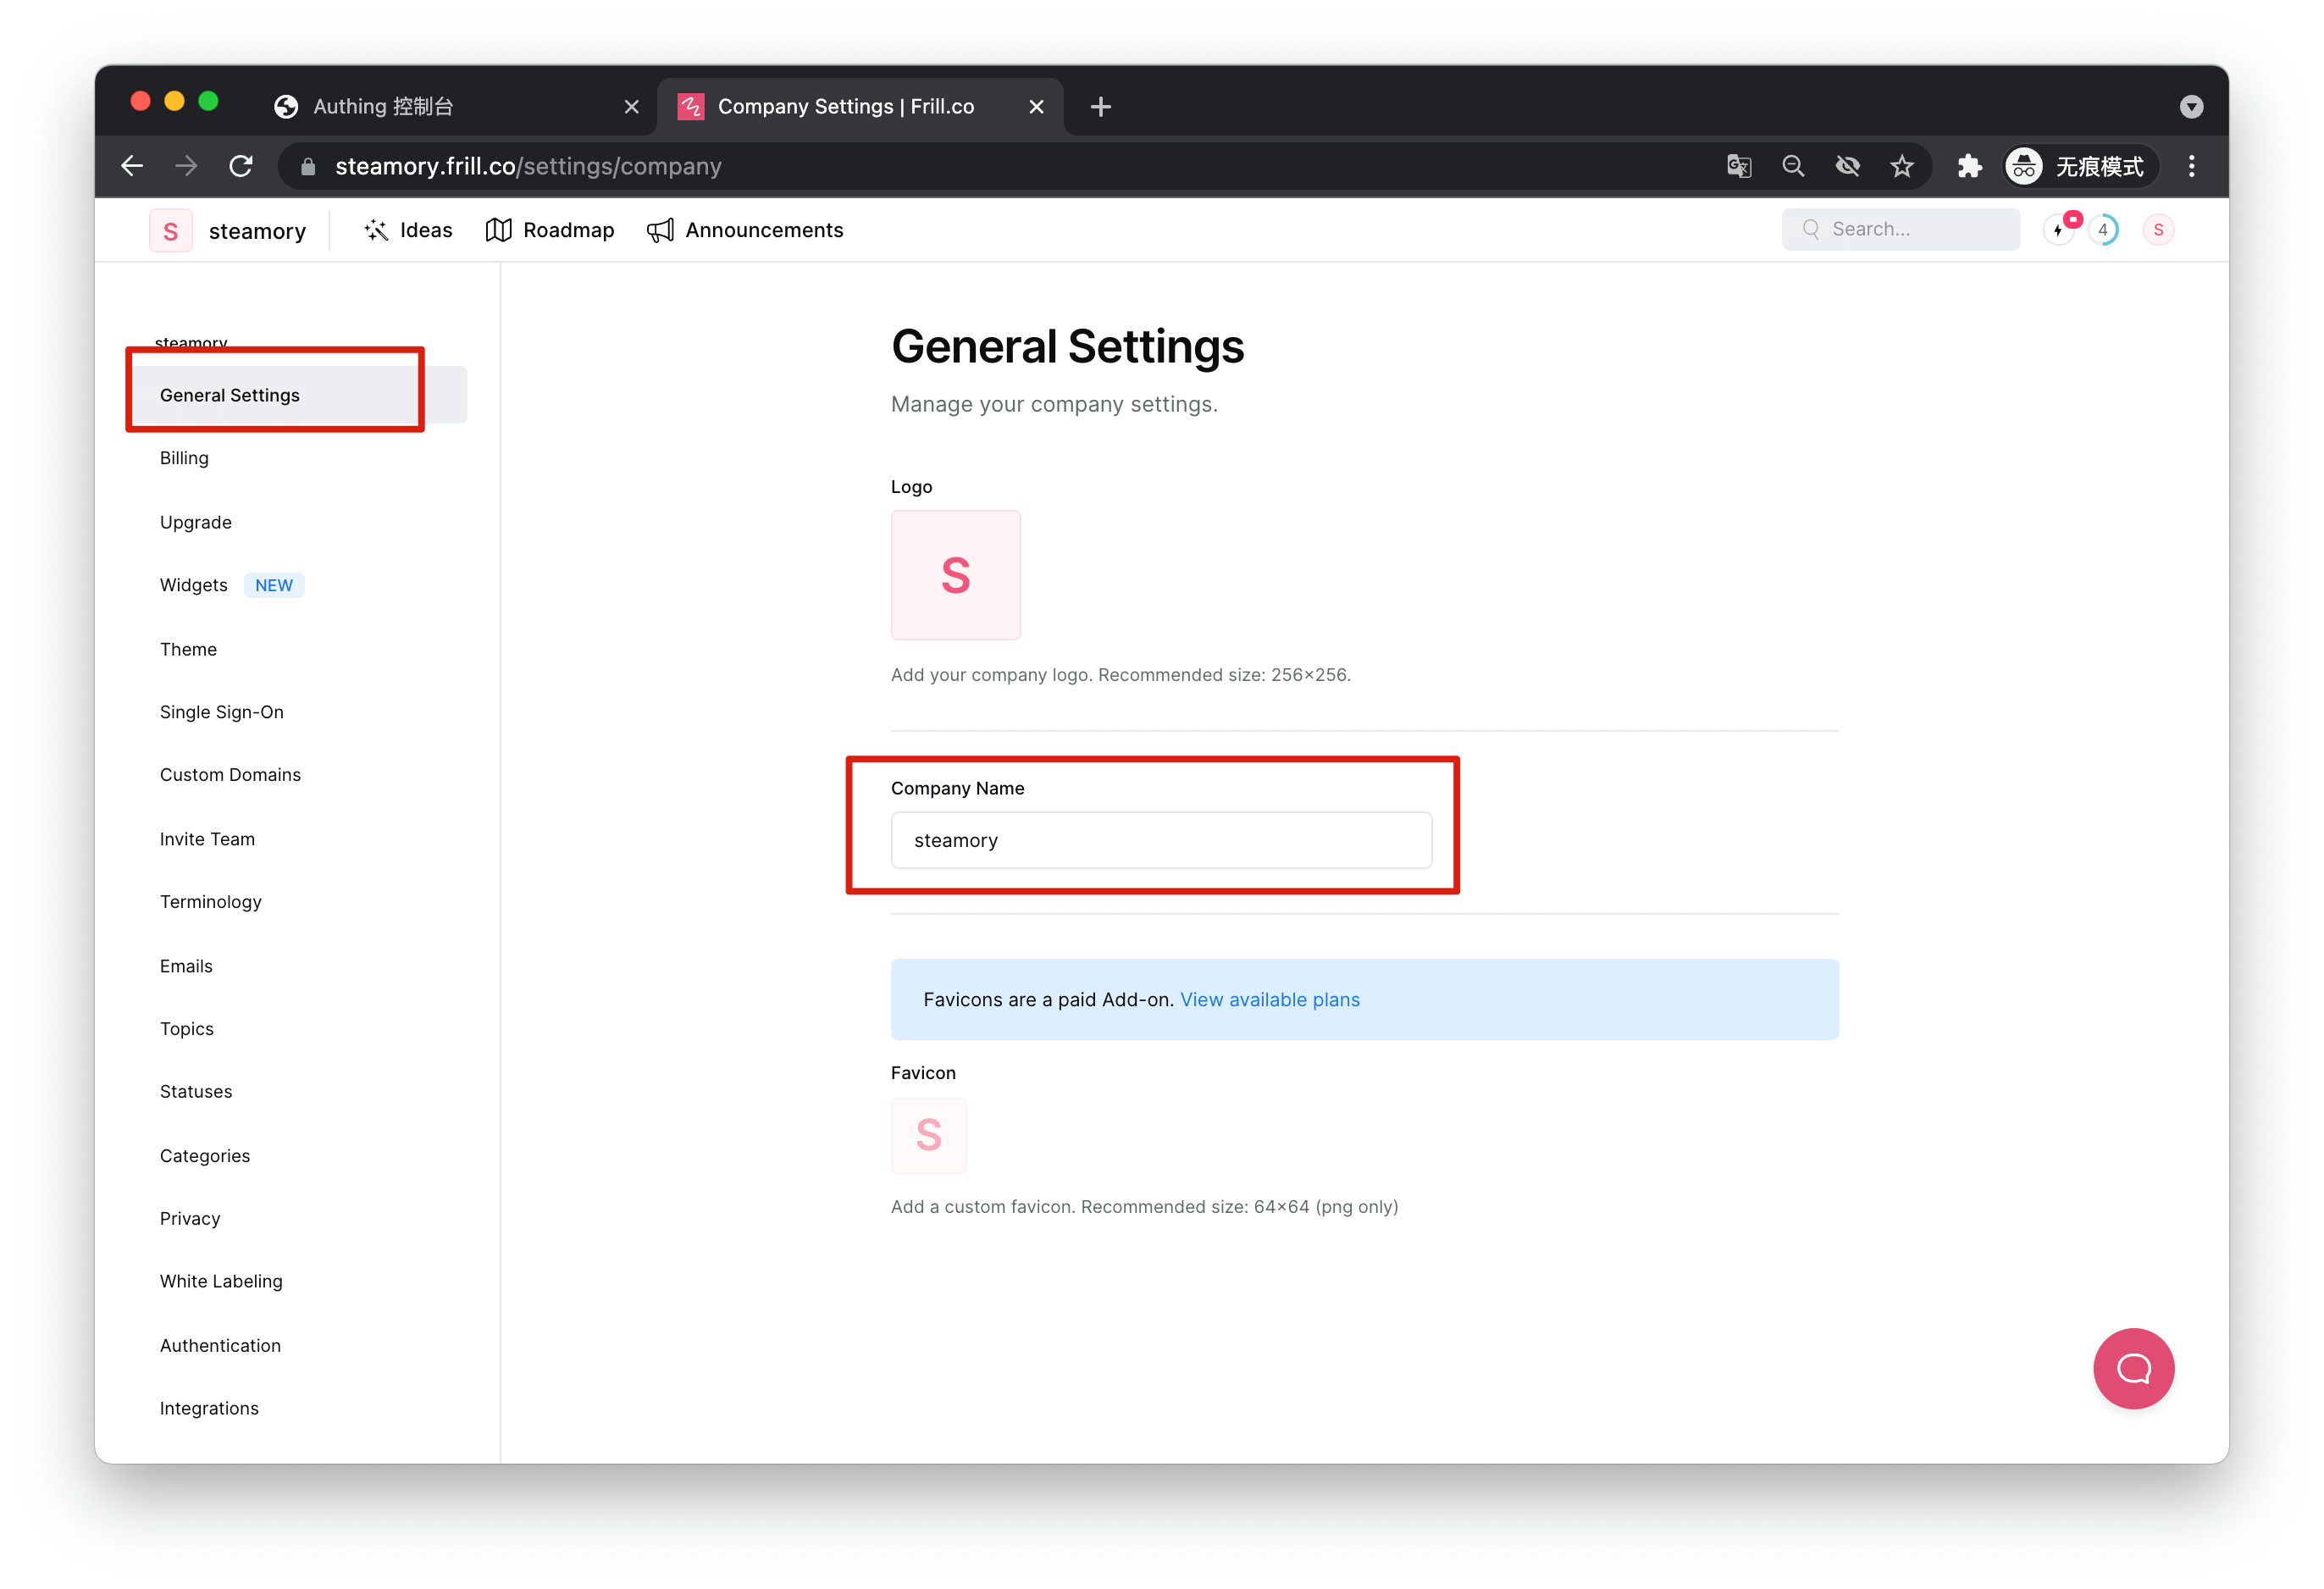 Authing 控制台
Company Settings | Frill.co
steamory.frill.co/settings/company
无痕模式
S
steamory
Ideas
Roadmap
Announcements
Search...
4
S
steamory
General Settings
Billing
Upgrade
Widgets NEW
Theme
Single Sign-On
Custom Domains
Invite Team
Terminology
Emails
Topics
Statuses
Categories
Privacy
White Labeling
Authentication
Integrations
General Settings
Manage your company settings.
Logo
S
Add your company logo. Recommended size: 256×256.
Company Name
steamory
Favicons are a paid Add-on. View available plans
Favicon
S
Add a custom favicon. Recommended size: 64×64 (png only)